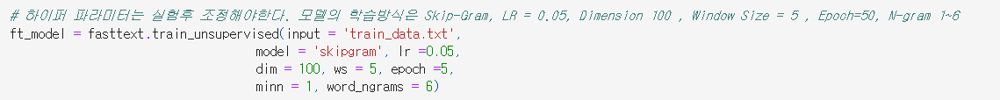 # 하이퍼 파라미터는 실험후 조정해야한다. 모델의 학습방식은 Skip-Gram, LR = 0.05, Dimension 100 , Window Size = 5 , Epoch=50, N-gram 1~6
ft_model = fasttext.train_unsupervised(input = 'train_data.txt',
model = 'skipgram', lr =0.05,
dim = 100, ws = 5, epoch =5,
minn = 1, word_ngrams = 6)